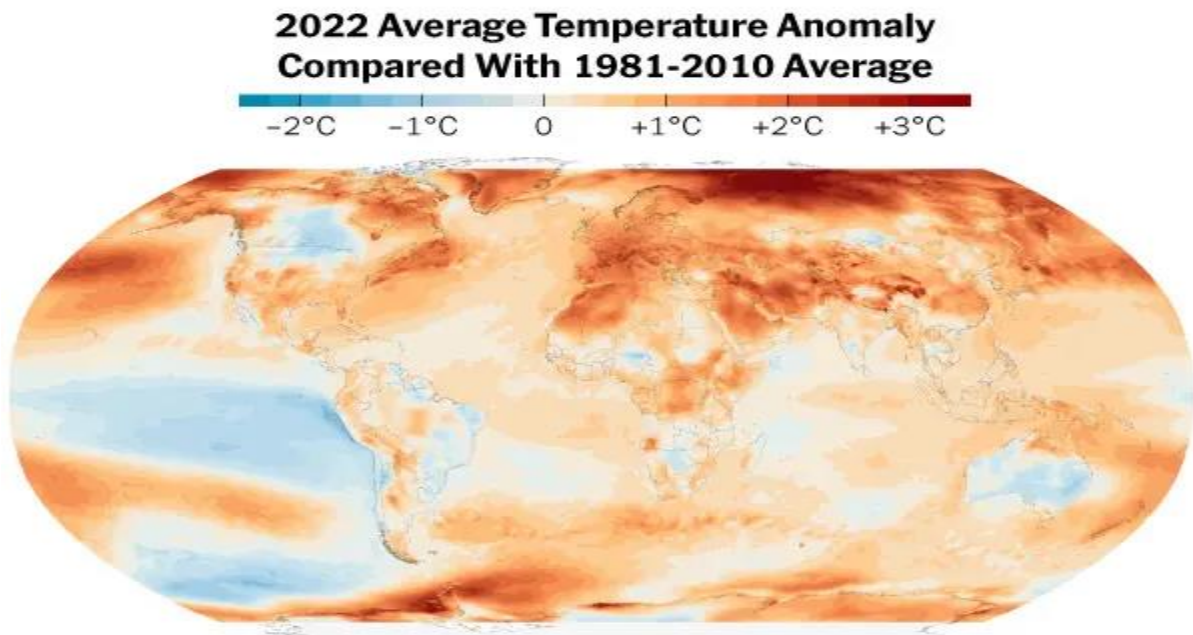 2022 Average Temperature Anomaly
Compared With 1981-2010 Average
−2°C −1°C 0 +1°C +2°C +3°C